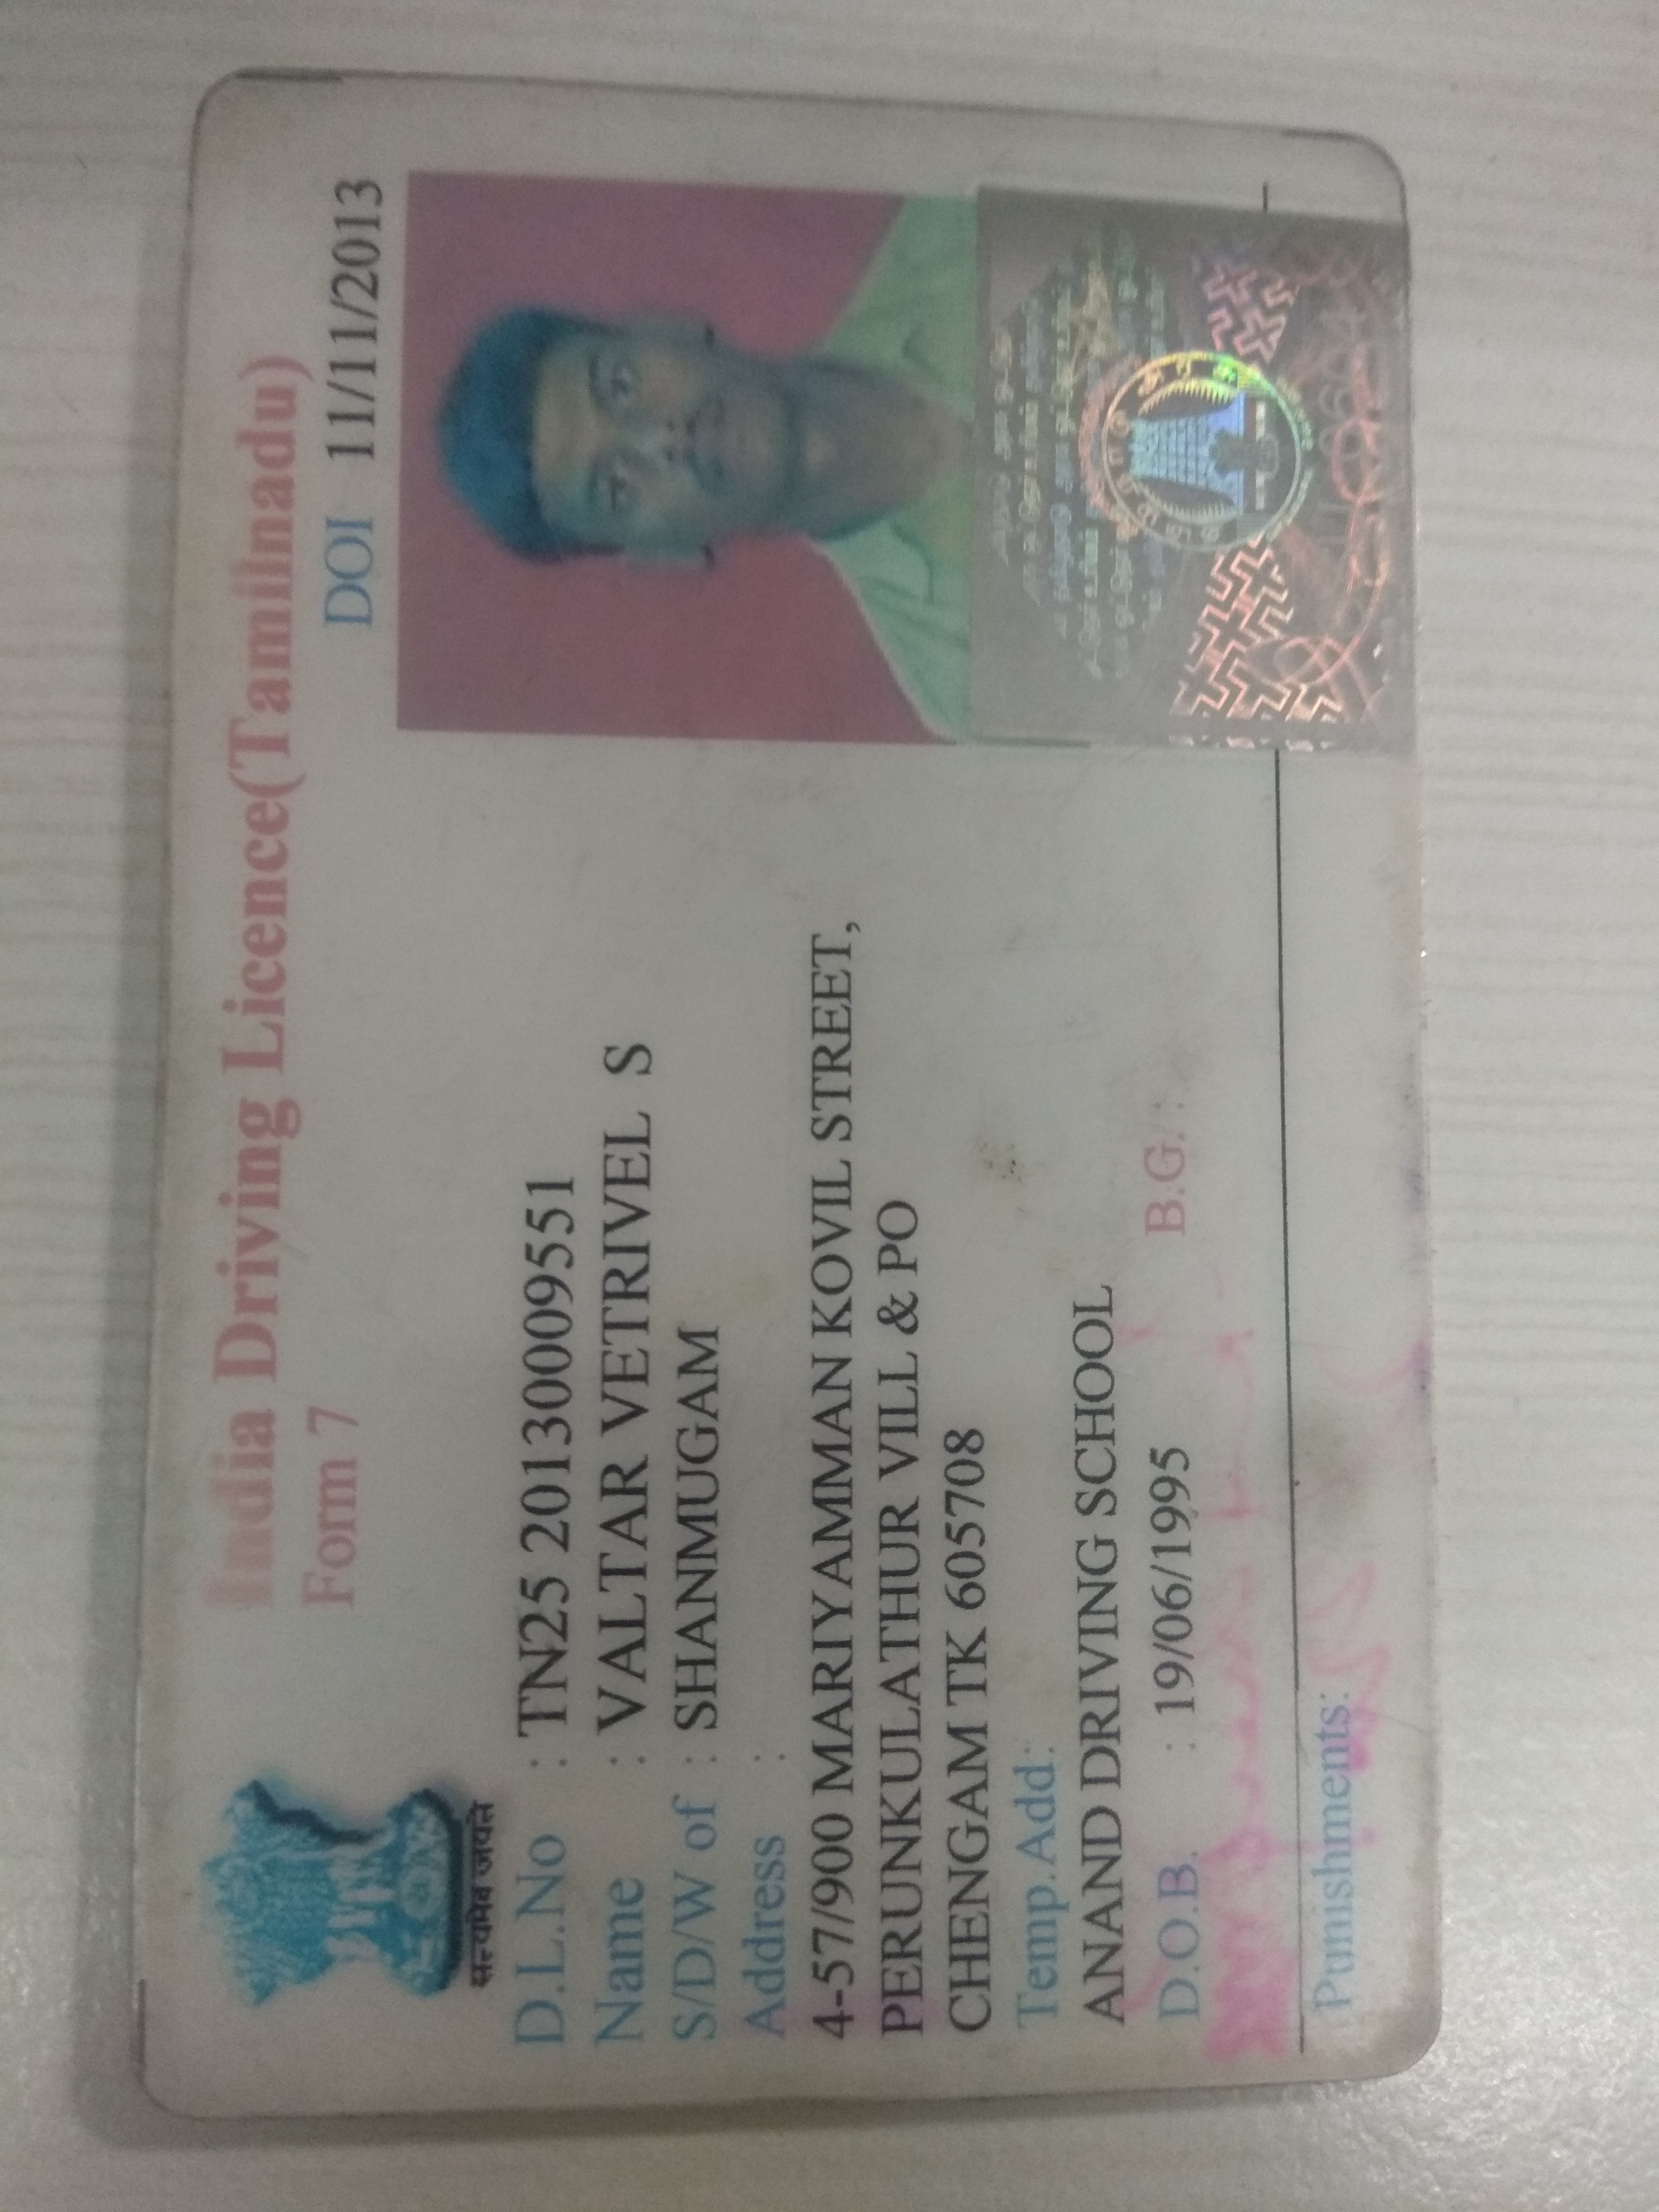 India Driving Licence(Tamilnadu)
Form 7
DOI 11/11/2013
सत्यमेव जयते
D.L.No : TN25 20130009551
Name : VALTAR VETRIVEL S
S/D/W of : SHANMUGAM
Address :
4-57/900 MARIYAMMAN KOVIL STREET,
PERUNKULATHUR VILL & PO
CHENGAM TK 605708
Temp.Add:
ANAND DRIVING SCHOOL
D.O.B. : 19/06/1995 B.G. :
Punishments: